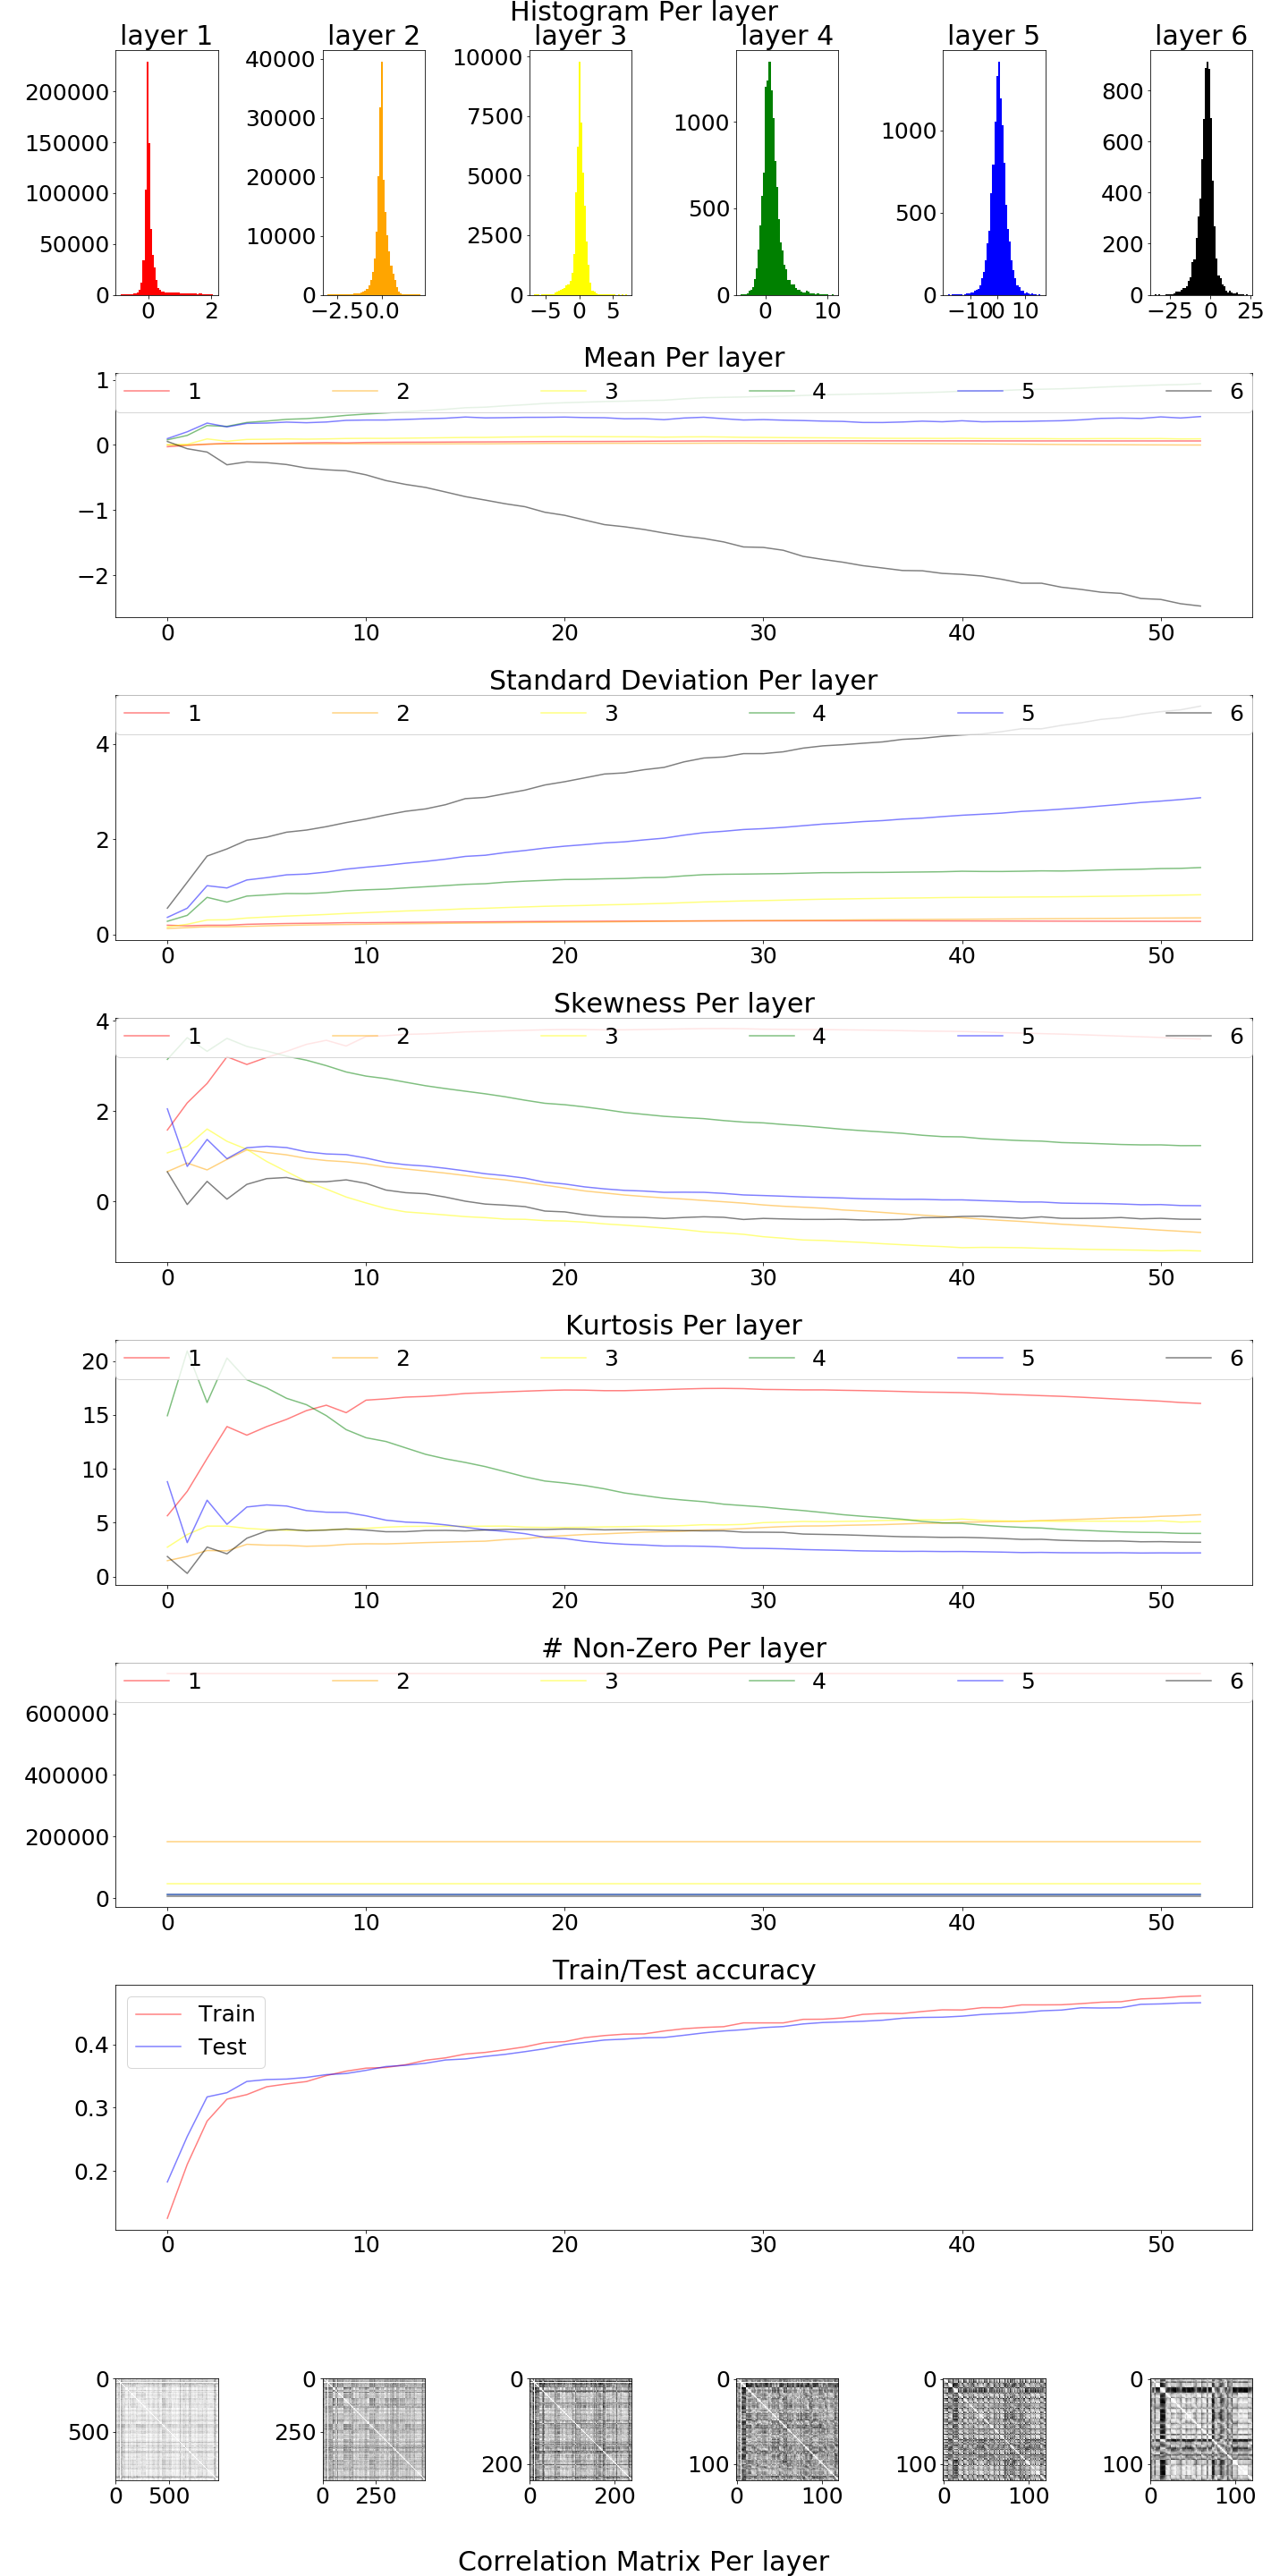 Histogram Per layer
layer 1 layer 2 layer 3 layer 4 layer 5 layer 6
200000
150000
100000
50000
0
0 2
40000
30000
20000
10000
0
−2.5 0.0
10000
7500
5000
2500
0
−5 0 5
1000
500
0
0 10
1000
500
0
−10 0 10
800
600
400
200
0
−25 0 25
Mean Per layer
1 2 3 4 5 6
1
0
−1
−2
0 10 20 30 40 50
Standard Deviation Per layer
1 2 3 4 5 6
4
2
0
0 10 20 30 40 50
Skewness Per layer
1 2 3 4 5 6
4
2
0
0 10 20 30 40 50
Kurtosis Per layer
1 2 3 4 5 6
20
15
10
5
0
0 10 20 30 40 50
# Non-Zero Per layer
1 2 3 4 5 6
600000
400000
200000
0
0 10 20 30 40 50
Train/Test accuracy
Train
Test
0.4
0.3
0.2
0 10 20 30 40 50
0
500
0 500
0
250
0 250
0
200
0 200
0
100
0 100
0
100
0 100
0
100
0 100
Correlation Matrix Per layer